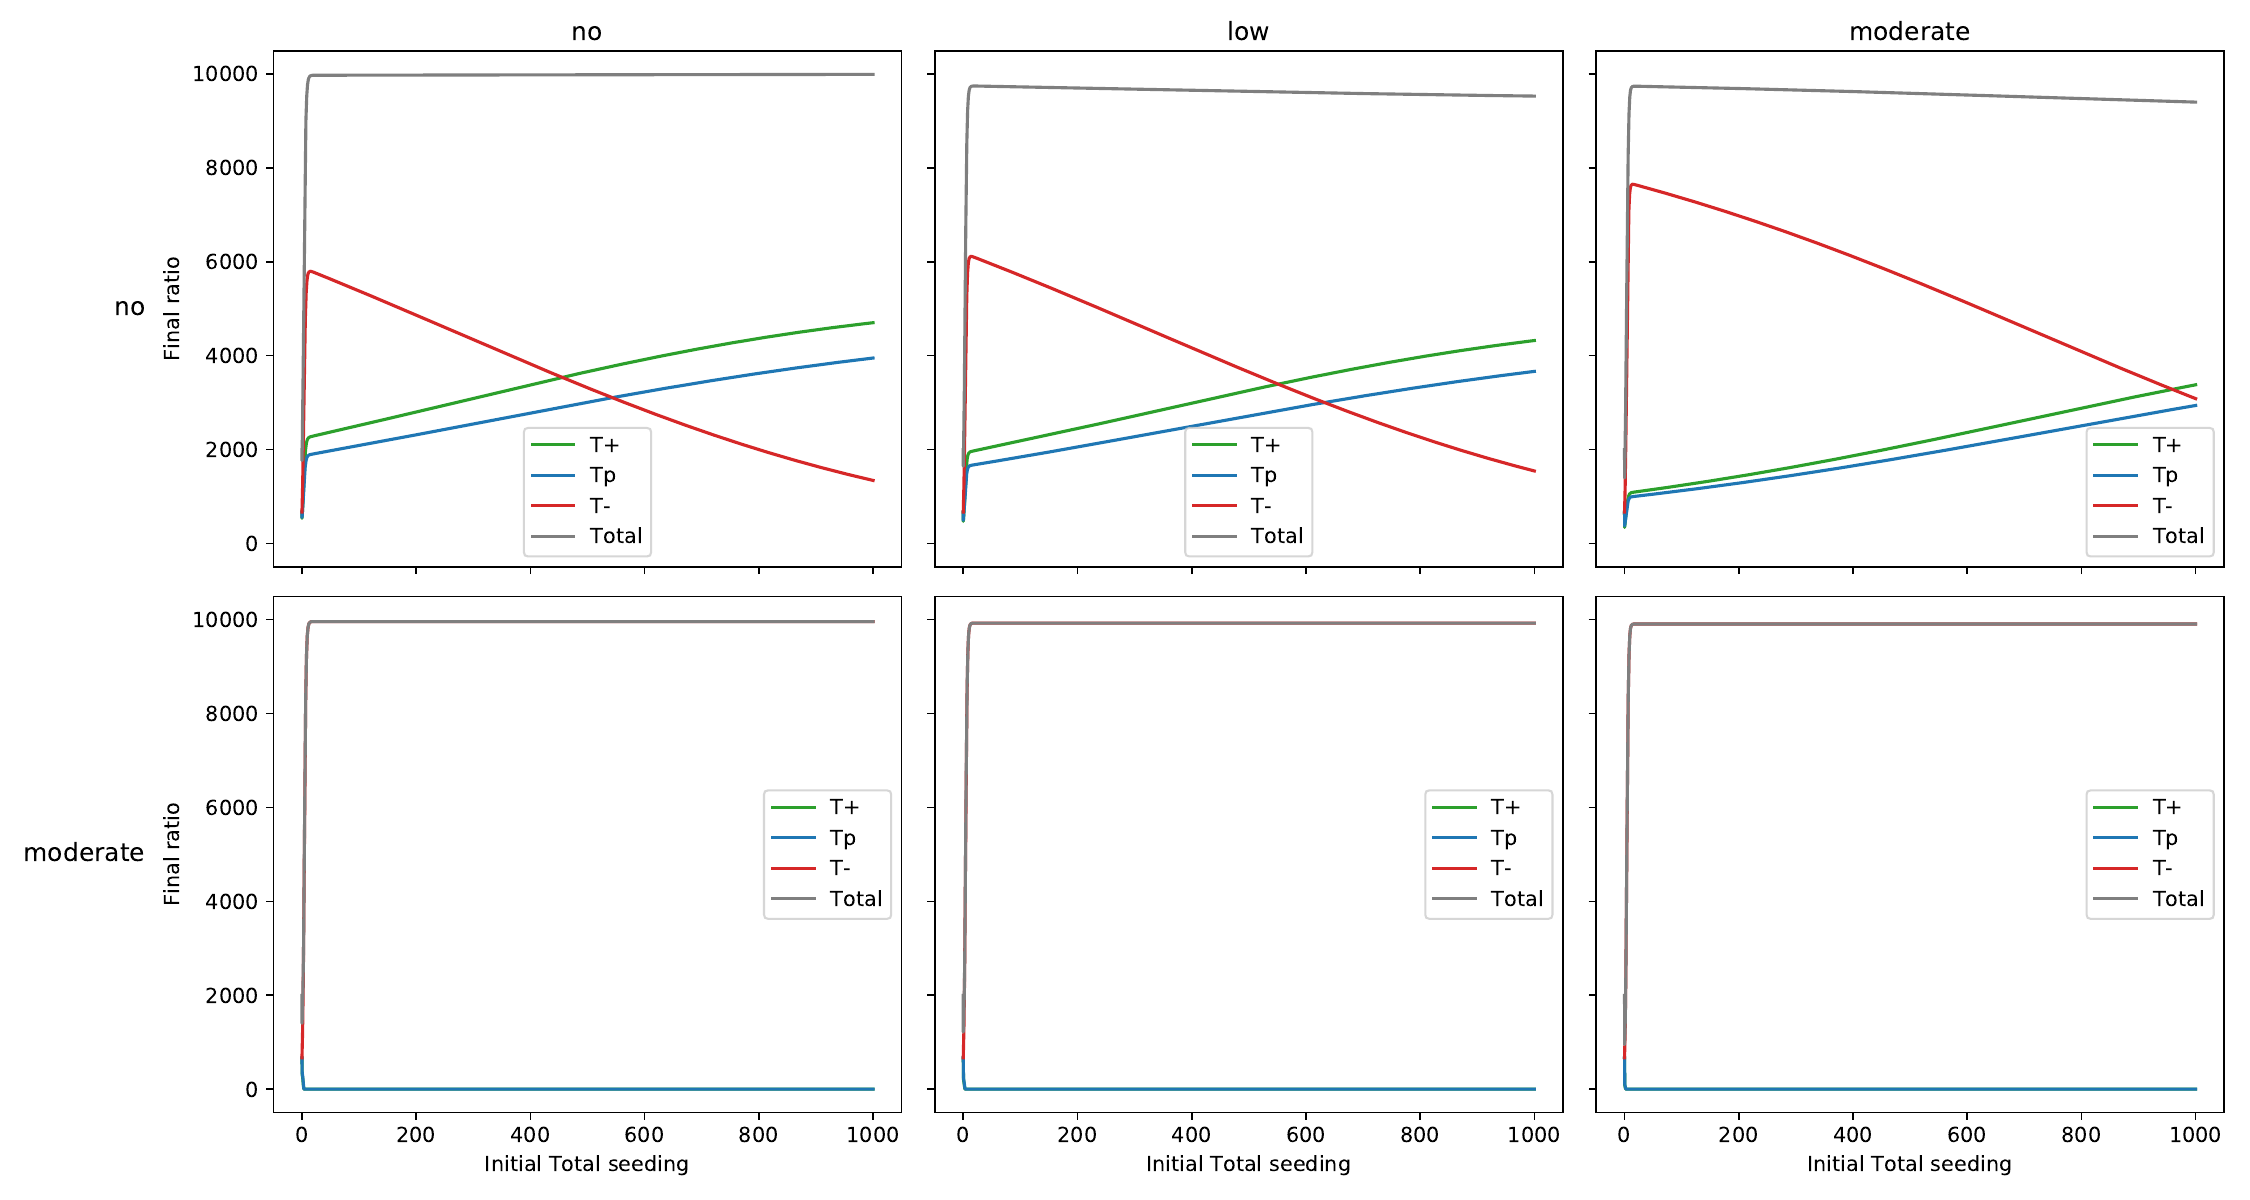 no
low
moderate
no
Final ratio
10000
8000
6000
4000
2000
0
T+
Tp
T-
Total
T+
Tp
T-
Total
T+
Tp
T-
Total
moderate
Final ratio
10000
8000
6000
4000
2000
0
T+
Tp
T-
Total
T+
Tp
T-
Total
T+
Tp
T-
Total
0 200 400 600 800 1000
Initial Total seeding
0 200 400 600 800 1000
Initial Total seeding
0 200 400 600 800 1000
Initial Total seeding